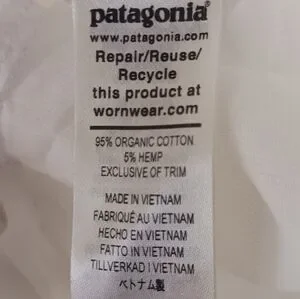 patagonia®
www.patagonia.com
Repair/Reuse/
Recycle
this product at
wornwear.com
95% ORGANIC COTTON
5% HEMP
EXCLUSIVE OF TRIM
MADE IN VIETNAM
FABRIQUÉ AU VIETNAM
HECHO EN VIETNAM
FATTO IN VIETNAM
TILLVERKAD I VIETNAM
ベトナム製